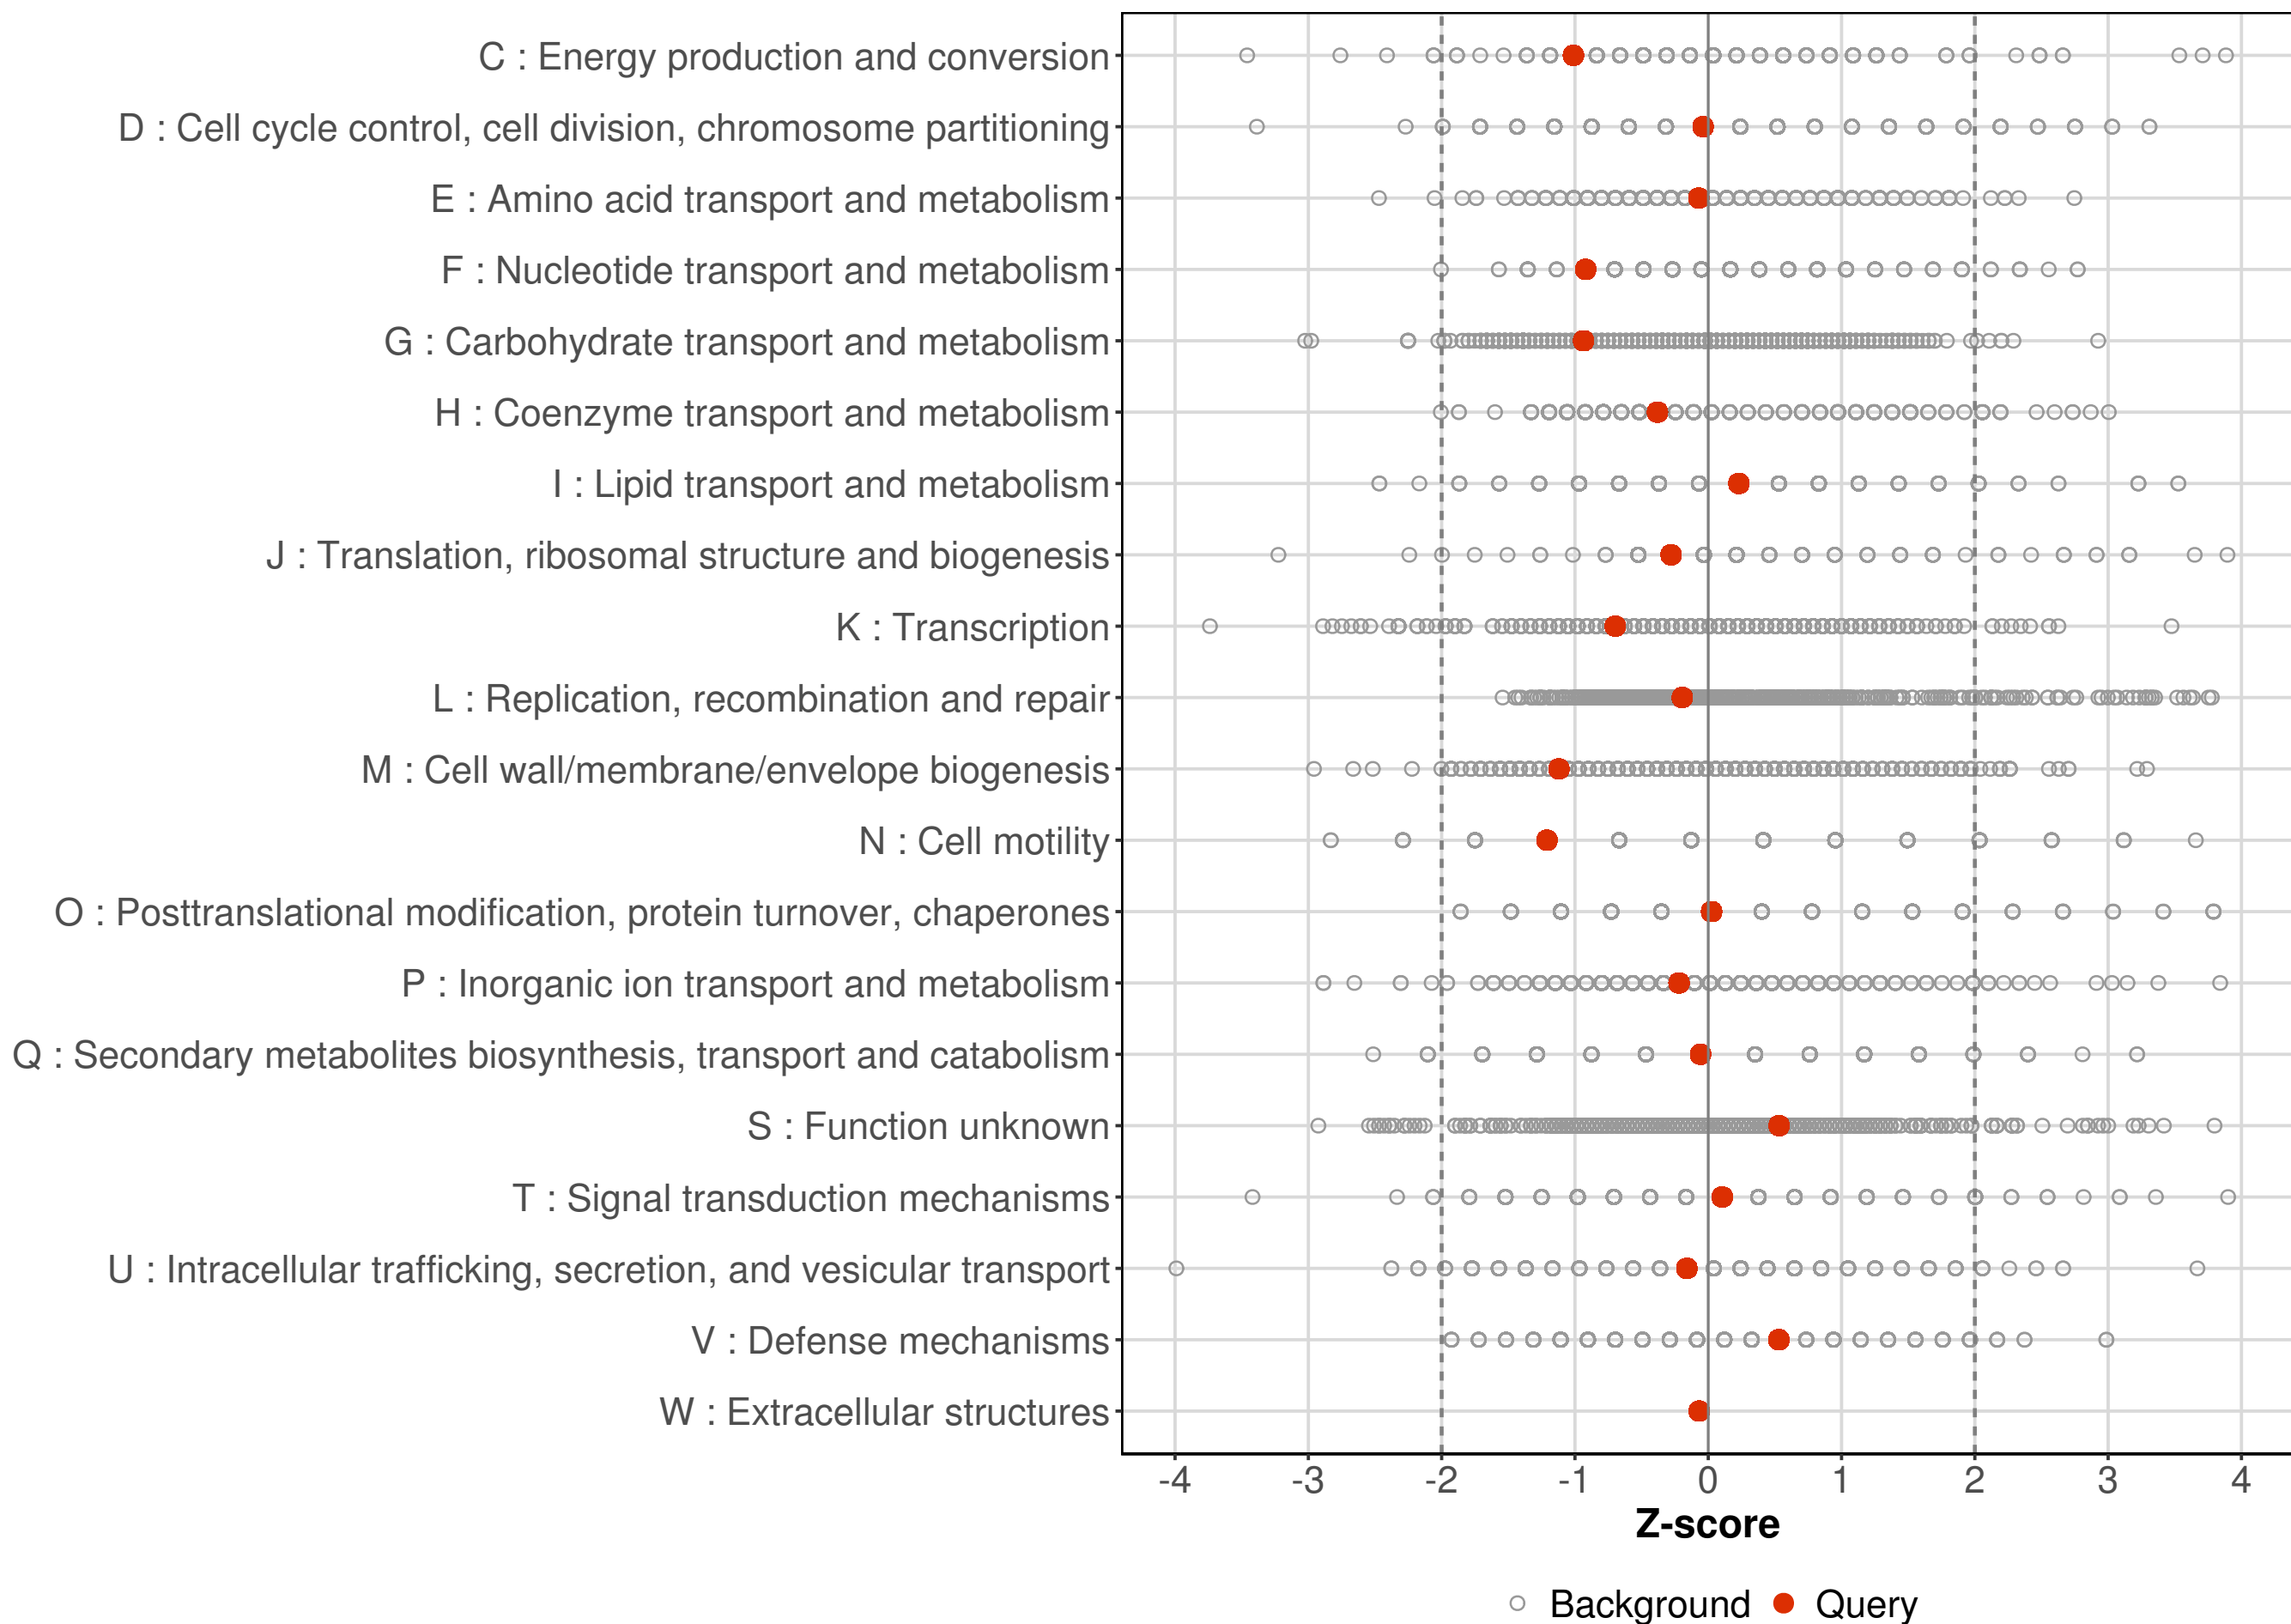 C : Energy production and conversion
D : Cell cycle control, cell division, chromosome partitioning
E : Amino acid transport and metabolism
F : Nucleotide transport and metabolism
G : Carbohydrate transport and metabolism
H : Coenzyme transport and metabolism
I : Lipid transport and metabolism
J : Translation, ribosomal structure and biogenesis
K : Transcription
L : Replication, recombination and repair
M : Cell wall/membrane/envelope biogenesis
N : Cell motility
O : Posttranslational modification, protein turnover, chaperones
P : Inorganic ion transport and metabolism
Q : Secondary metabolites biosynthesis, transport and catabolism
S : Function unknown
T : Signal transduction mechanisms
U : Intracellular trafficking, secretion, and vesicular transport
V : Defense mechanisms
W : Extracellular structures
-4 -3 -2 -1 0 1 2 3 4
Z-score
Background Query